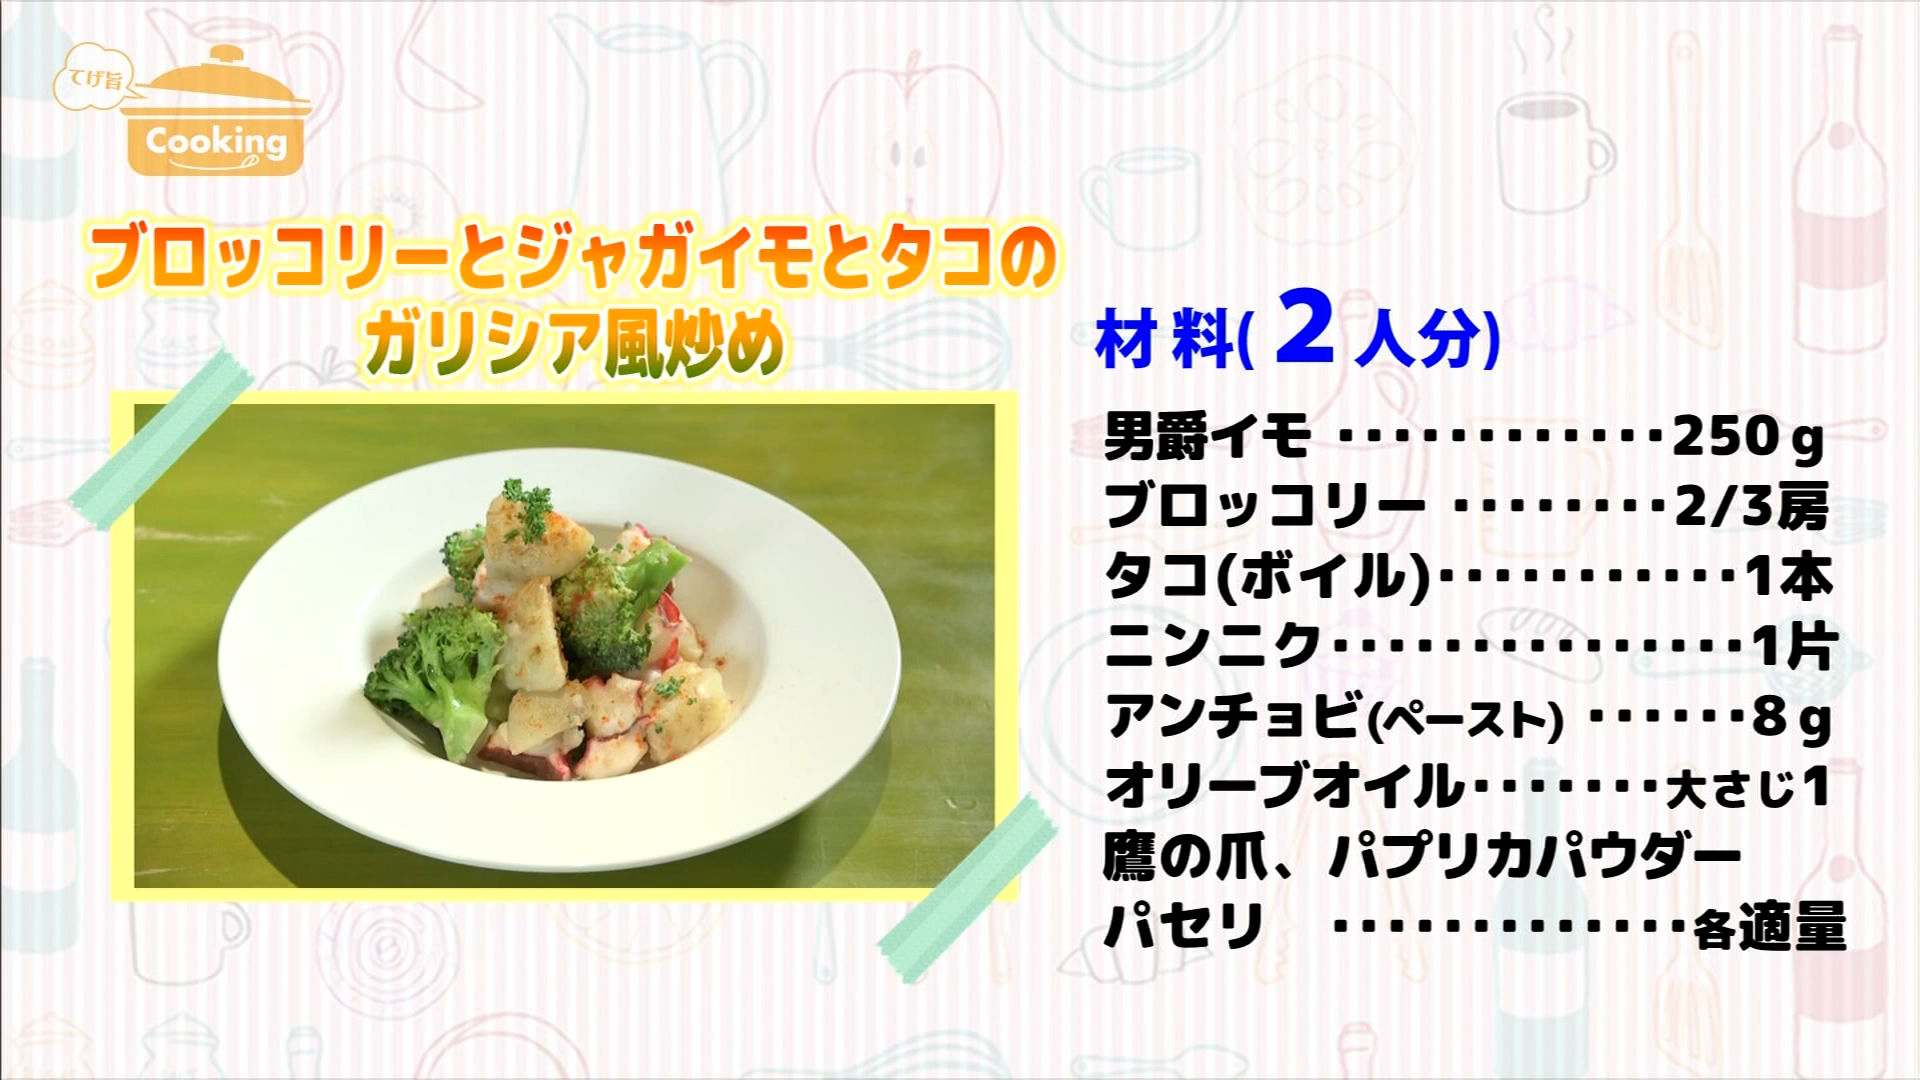 てげ旨
Cooking
ブロッコリーとジャガイモとタコの
ガリシア風炒め
材料(2人分)
男爵イモ ････････････250g
ブロッコリー ････････2/3房
タコ(ボイル)･･･････････1本
ニンニク･･･････････････1片
アンチョビ(ペースト) ･･････8g
オリーブオイル･･･････大さじ1
鷹の爪、パプリカパウダー
パセリ ･････････････各適量